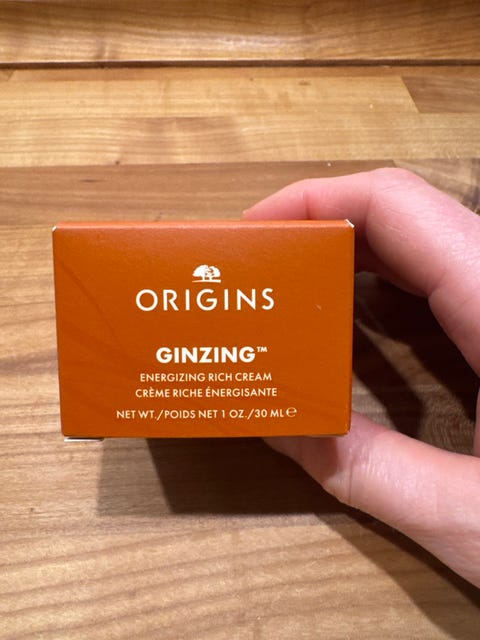 ORIGINS
GINZING™
ENERGIZING RICH CREAM
CRÈME RICHE ÉNERGISANTE
NET WT./POIDS NET 1 OZ./30 ML ℮